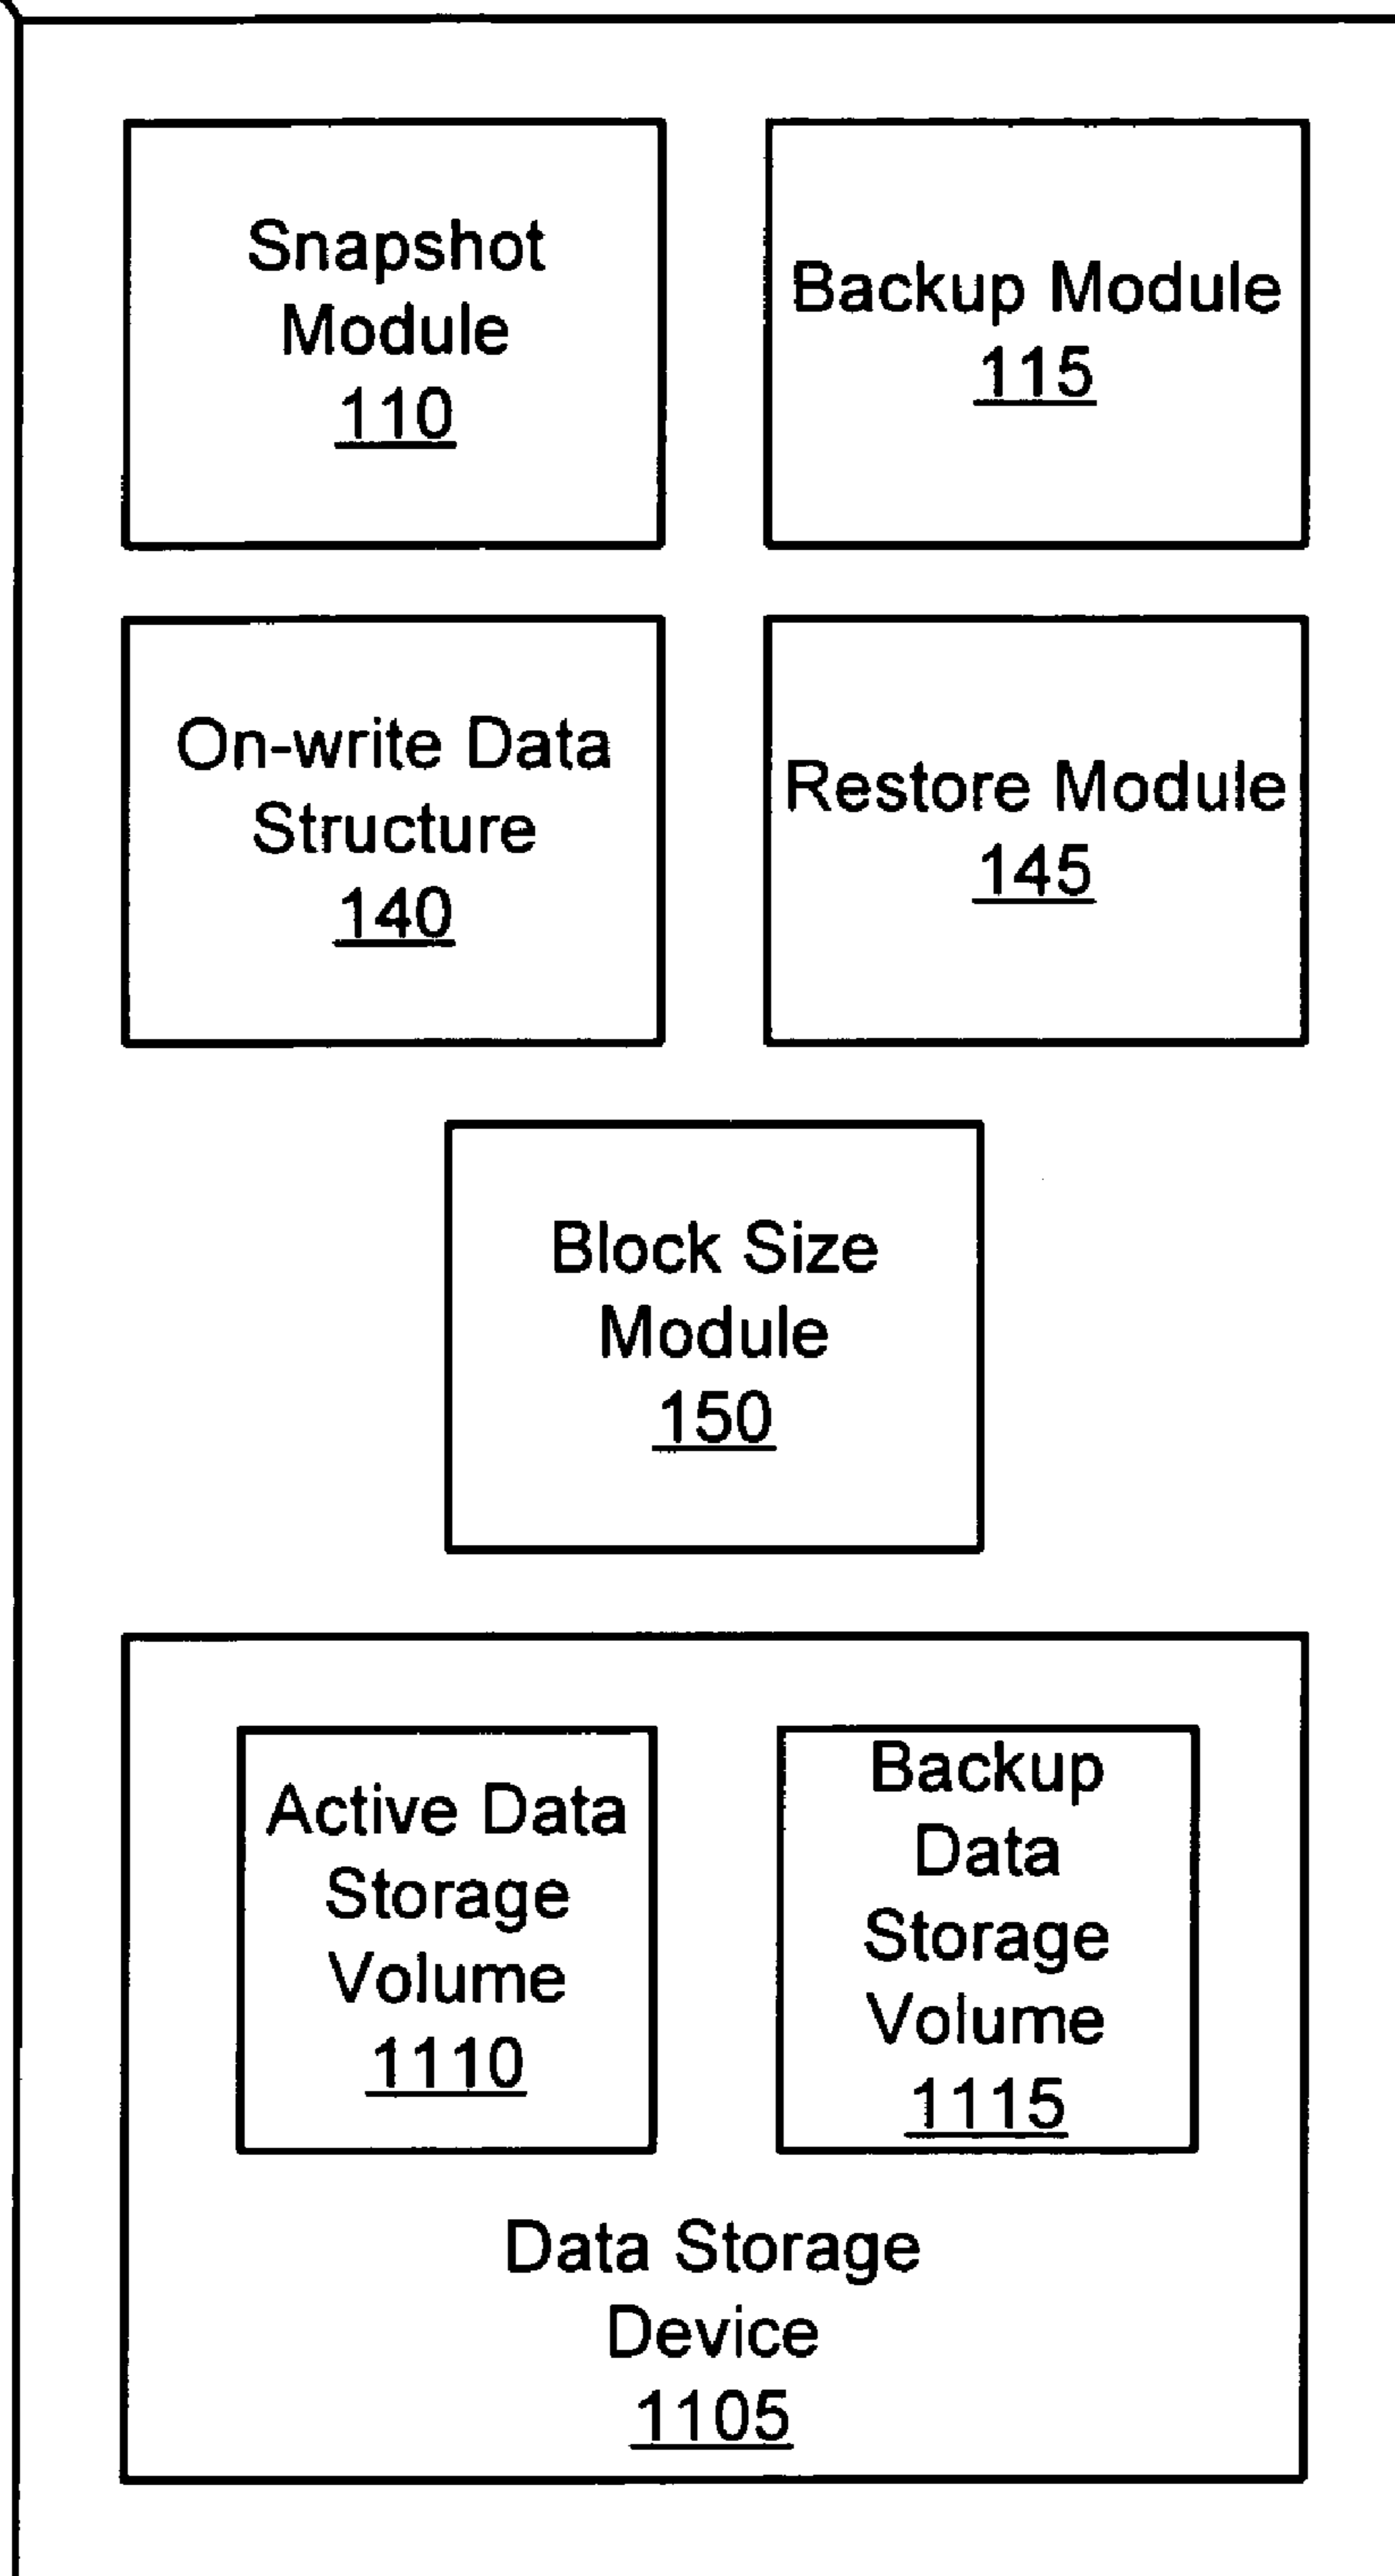 Snapshot
Module
110
Backup Module
115
On-write Data
Structure
140
Restore Module
145
Block Size
Module
150
Active Data
Storage
Volume
1110
Backup
Data
Storage
Volume
1115
Data Storage
Device
1105